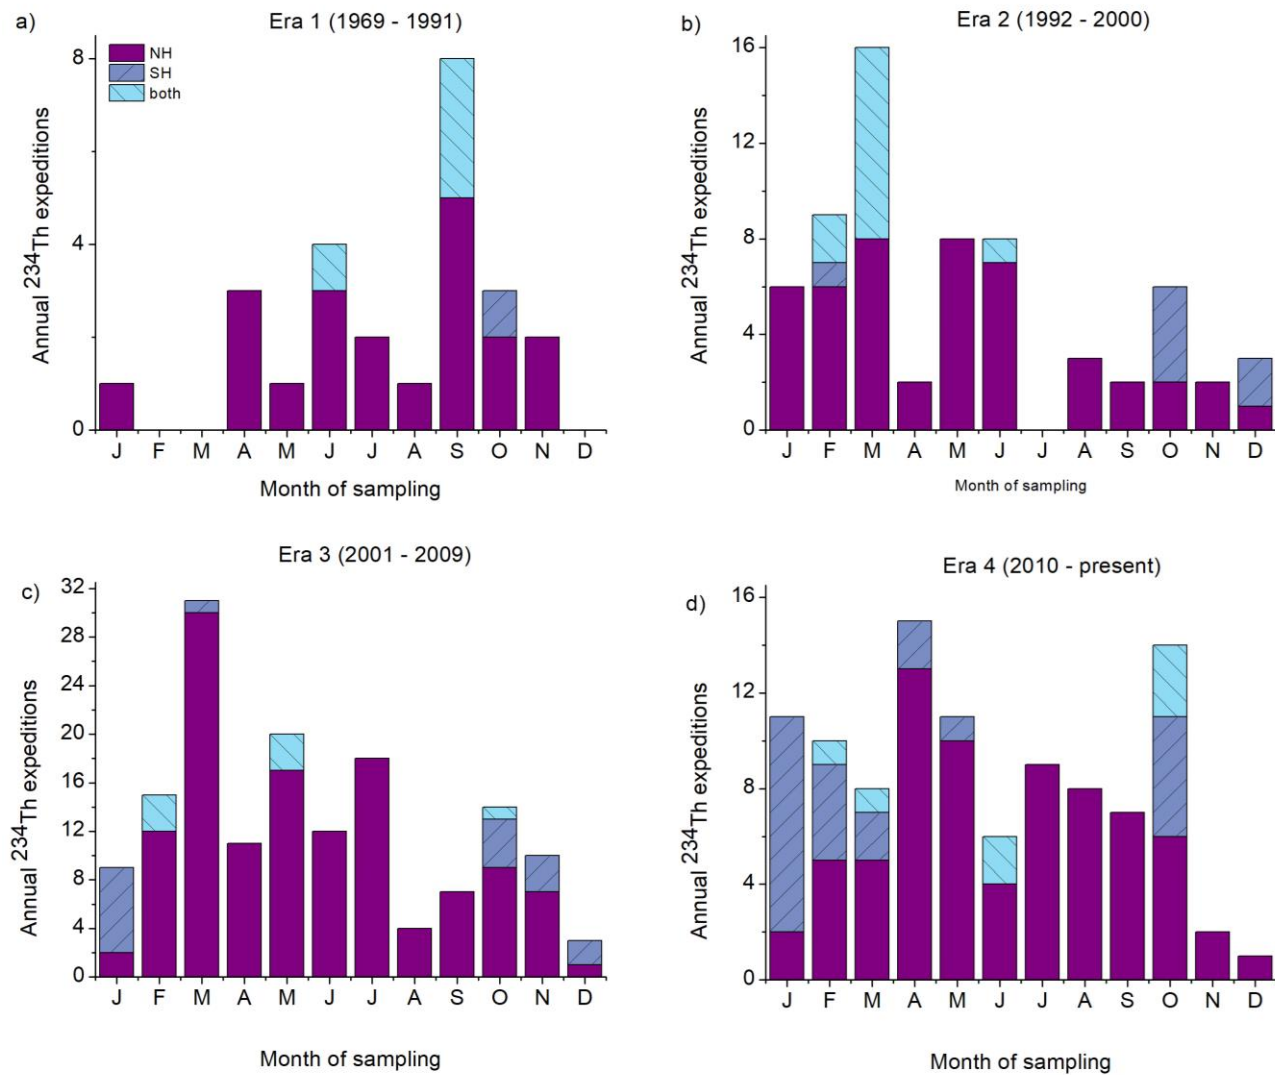 a)
Era 1 (1969 - 1991)
NH
SH
both
8
4
0
Annual ²³⁴Th expeditions
J F M A M J J A S O N D
Month of sampling
b)
Era 2 (1992 - 2000)
16
12
8
4
0
Annual ²³⁴Th expeditions
J F M A M J J A S O N D
Month of sampling
c)
Era 3 (2001 - 2009)
32
28
24
20
16
12
8
4
0
Annual ²³⁴Th expeditions
J F M A M J J A S O N D
Month of sampling
d)
Era 4 (2010 - present)
16
12
8
4
0
Annual ²³⁴Th expeditions
J F M A M J J A S O N D
Month of sampling